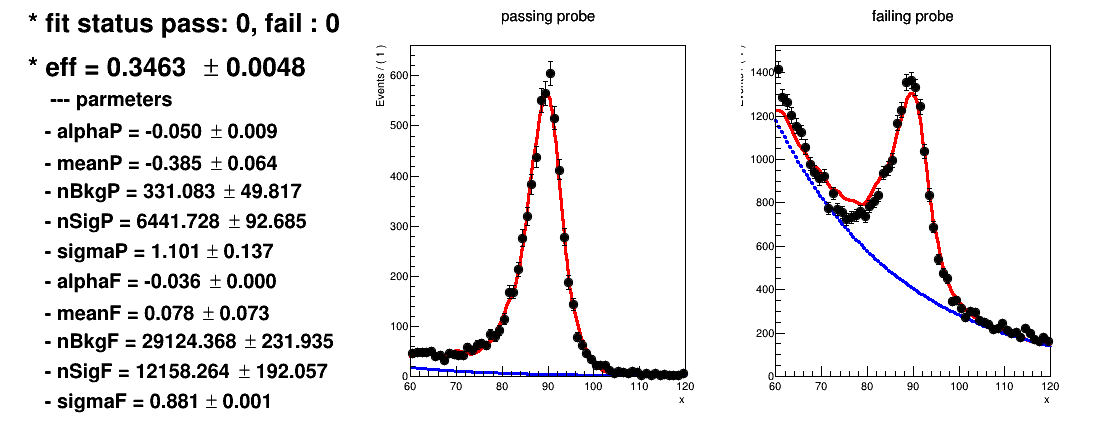 * fit status pass: 0, fail : 0
* eff = 0.3463 ± 0.0048
--- parmeters
- alphaP = -0.050 ± 0.009
- meanP = -0.385 ± 0.064
- nBkgP = 331.083 ± 49.817
- nSigP = 6441.728 ± 92.685
- sigmaP = 1.101 ± 0.137
- alphaF = -0.036 ± 0.000
- meanF = 0.078 ± 0.073
- nBkgF = 29124.368 ± 231.935
- nSigF = 12158.264 ± 192.057
- sigmaF = 0.881 ± 0.001
passing probe
Events / ( 1 )
600
500
400
300
200
100
0
60 70 80 90 100 110 120
x
failing probe
1400
1200
1000
800
600
400
200
0
60 70 80 90 100 110 120
x